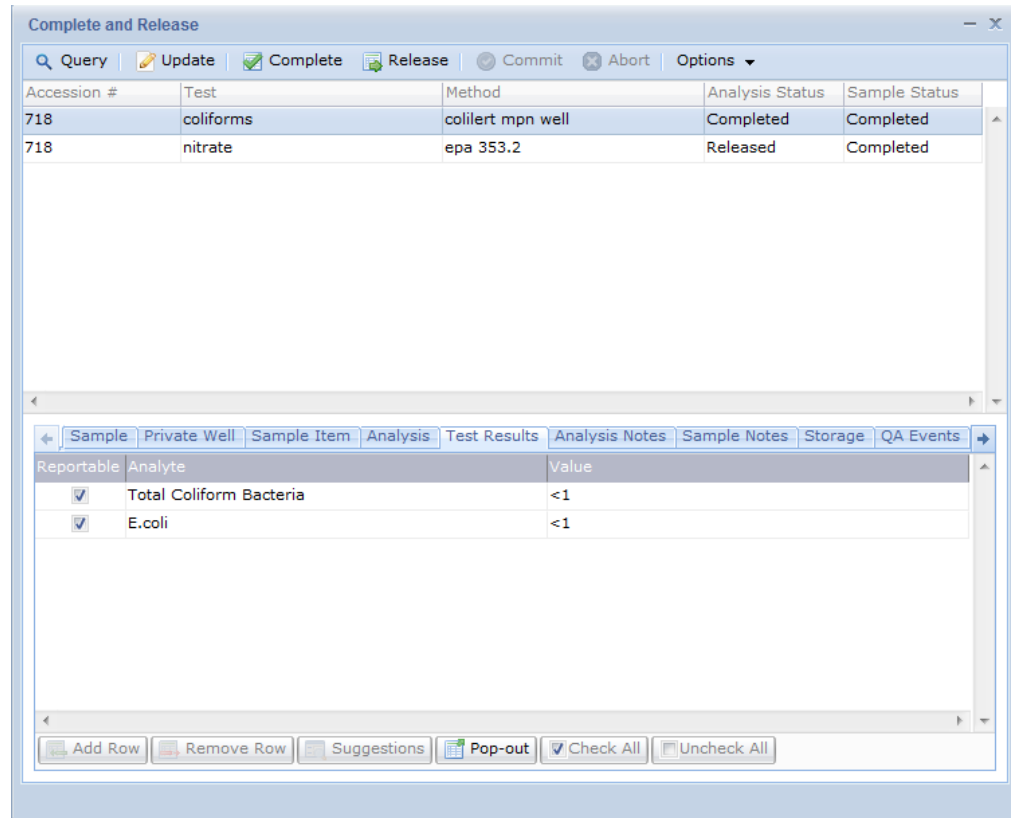 Complete and Release
Query Update Complete Release Commit Abort Options
Accession # Test Method Analysis Status Sample Status
718 coliforms colilert mpn well Completed Completed
718 nitrate epa 353.2 Released Completed
Sample Private Well Sample Item Analysis Test Results Analysis Notes Sample Notes Storage QA Events
Reportable Analyte Value
Total Coliform Bacteria <1
E.coli <1
Add Row Remove Row Suggestions Pop-out Check All Uncheck All